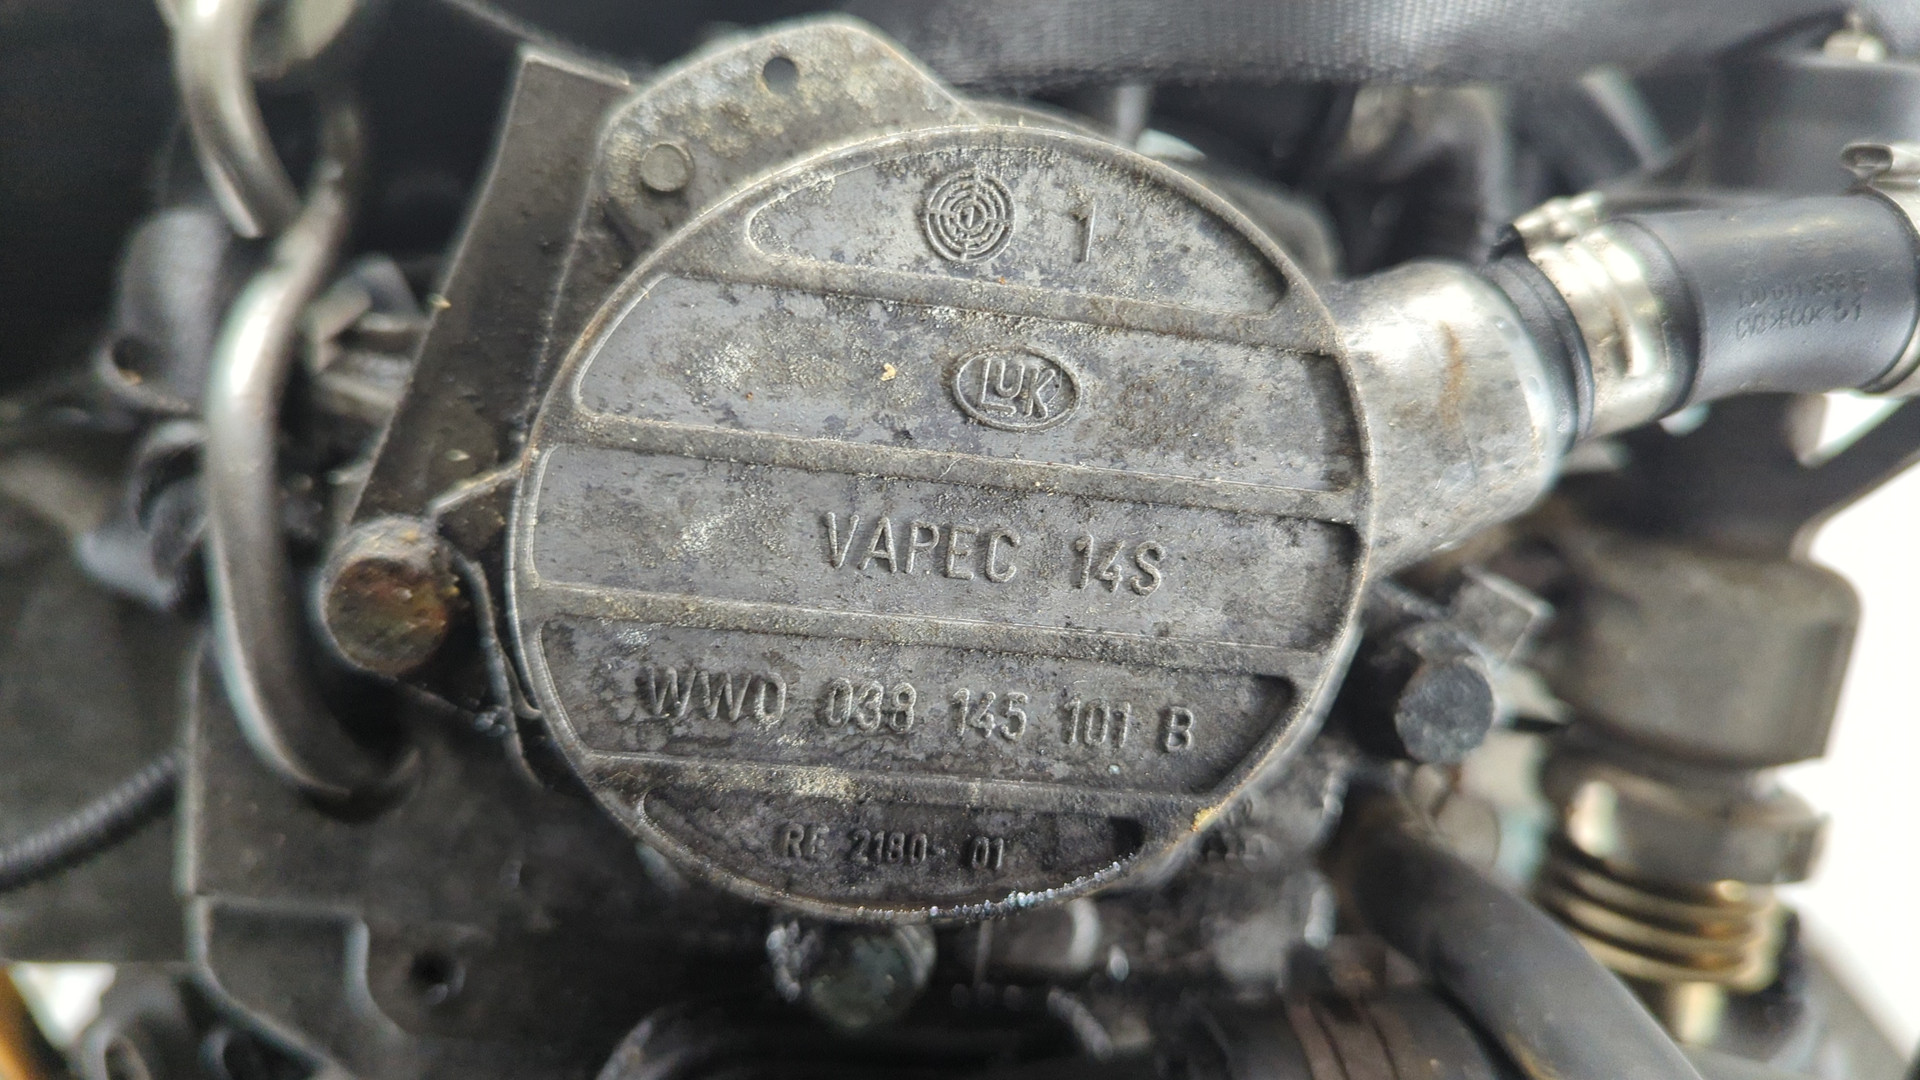 1
LUK
VAPEC 14S
WWO 038 145 101 B
RE 2180- 01